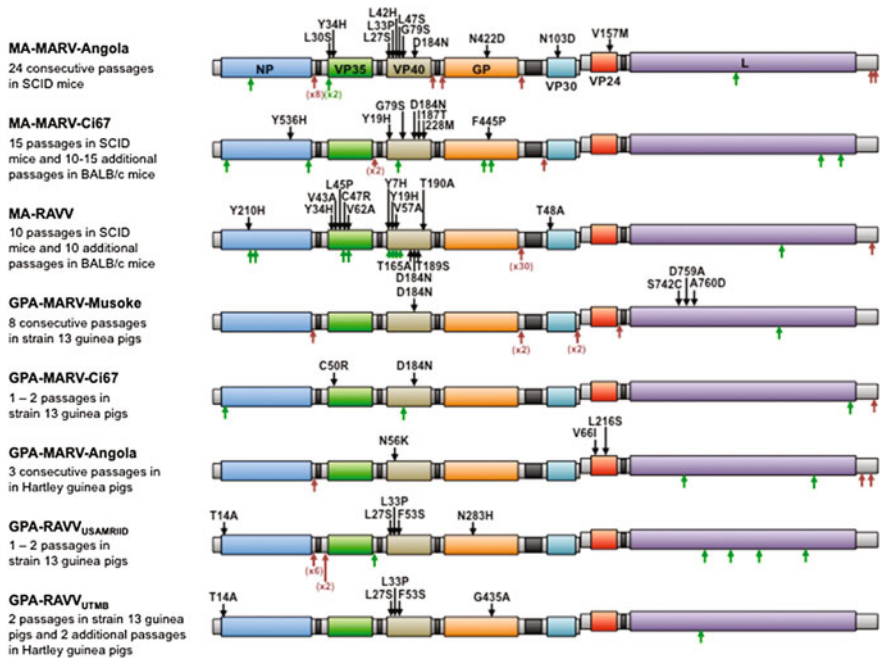 MA-MARV-Angola
24 consecutive passages
in SCID mice
L30S
Y34H
L42H
L33P
L27S
L47S
G79S
D184N
N422D
N103D
V157M
NP
VP35
VP40
GP
VP30
VP24
L
(x8)
(x2)
MA-MARV-Ci67
15 passages in SCID
mice and 10-15 additional
passages in BALB/c mice
Y536H
G79S
Y19H
D184N
I187T
228M
F445P
(x2)
MA-RAVV
10 passages in SCID
mice and 10 additional
passages in BALB/c mice
Y210H
L45P
V43A
C47R
Y34H
V62A
Y7H
Y19H
V57A
T190A
T48A
T165A
T189S
D184N
(x30)
GPA-MARV-Musoke
8 consecutive passages
in strain 13 guinea pigs
D184N
D759A
S742C
A760D
(x2)
(x2)
GPA-MARV-Ci67
1 – 2 passages in
strain 13 guinea pigs
C50R
D184N
GPA-MARV-Angola
3 consecutive passages in
in Hartley guinea pigs
N56K
L216S
V66I
GPA-RAVV USAMRIID
1 – 2 passages in
strain 13 guinea pigs
T14A
L33P
L27S
F53S
N283H
(x6)
(x2)
GPA-RAVV UTMB
2 passages in strain 13 guinea
pigs and 2 additional passages
in Hartley guinea pigs
T14A
L33P
L27S
F53S
G435A